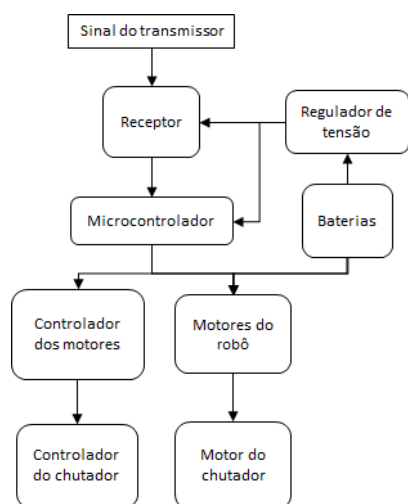 Sinal do transmissor
Receptor
Regulador de
tensão
Microcontrolador
Baterias
Controlador
dos motores
Motores do
robô
Controlador
do chutador
Motor do
chutador